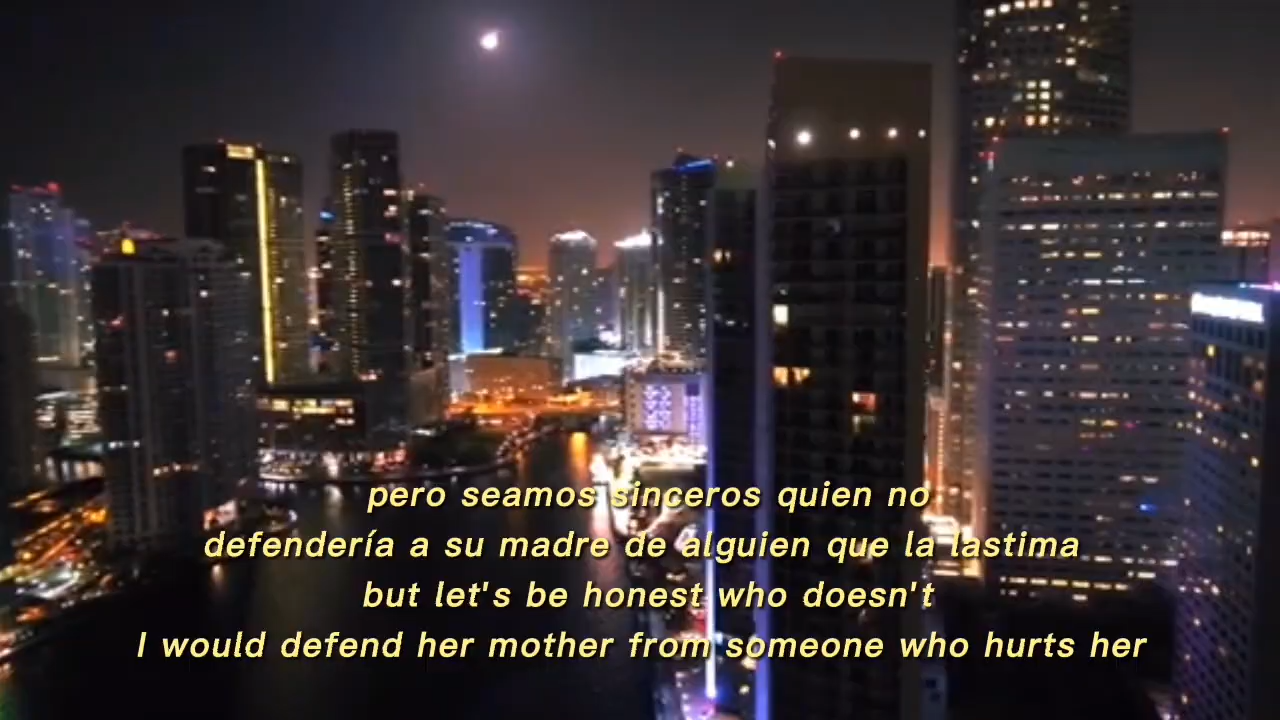 pero seamos sinceros quien no
defendería a su madre de alguien que la lastima
but let's be honest who doesn't
I would defend her mother from someone who hurts her